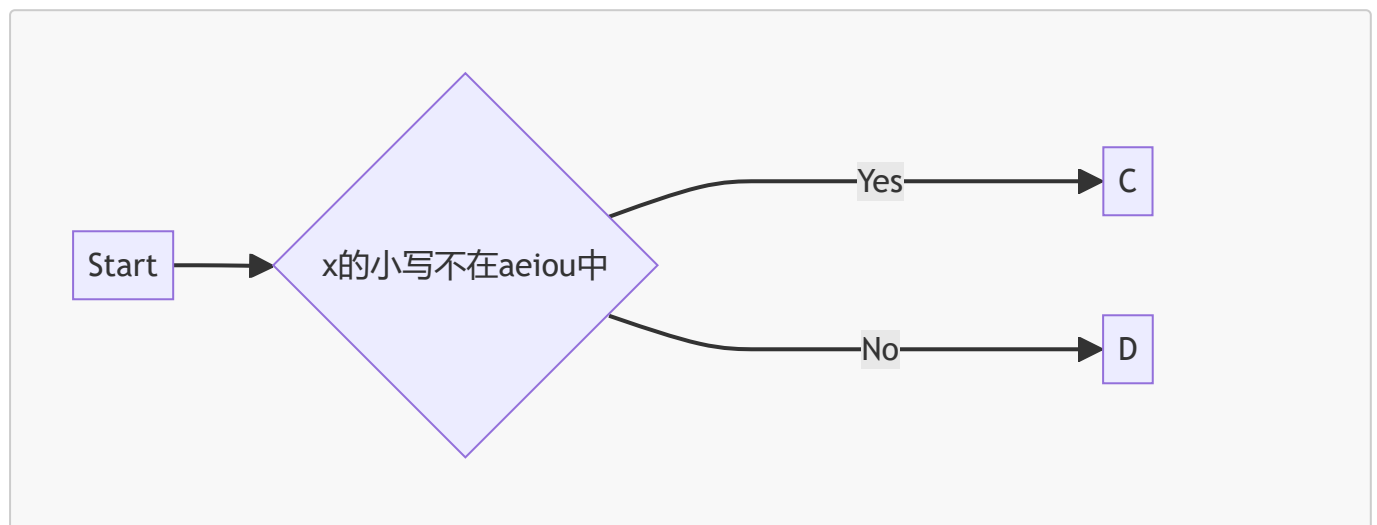 Start
x的小写不在aeiou中
Yes
C
No
D